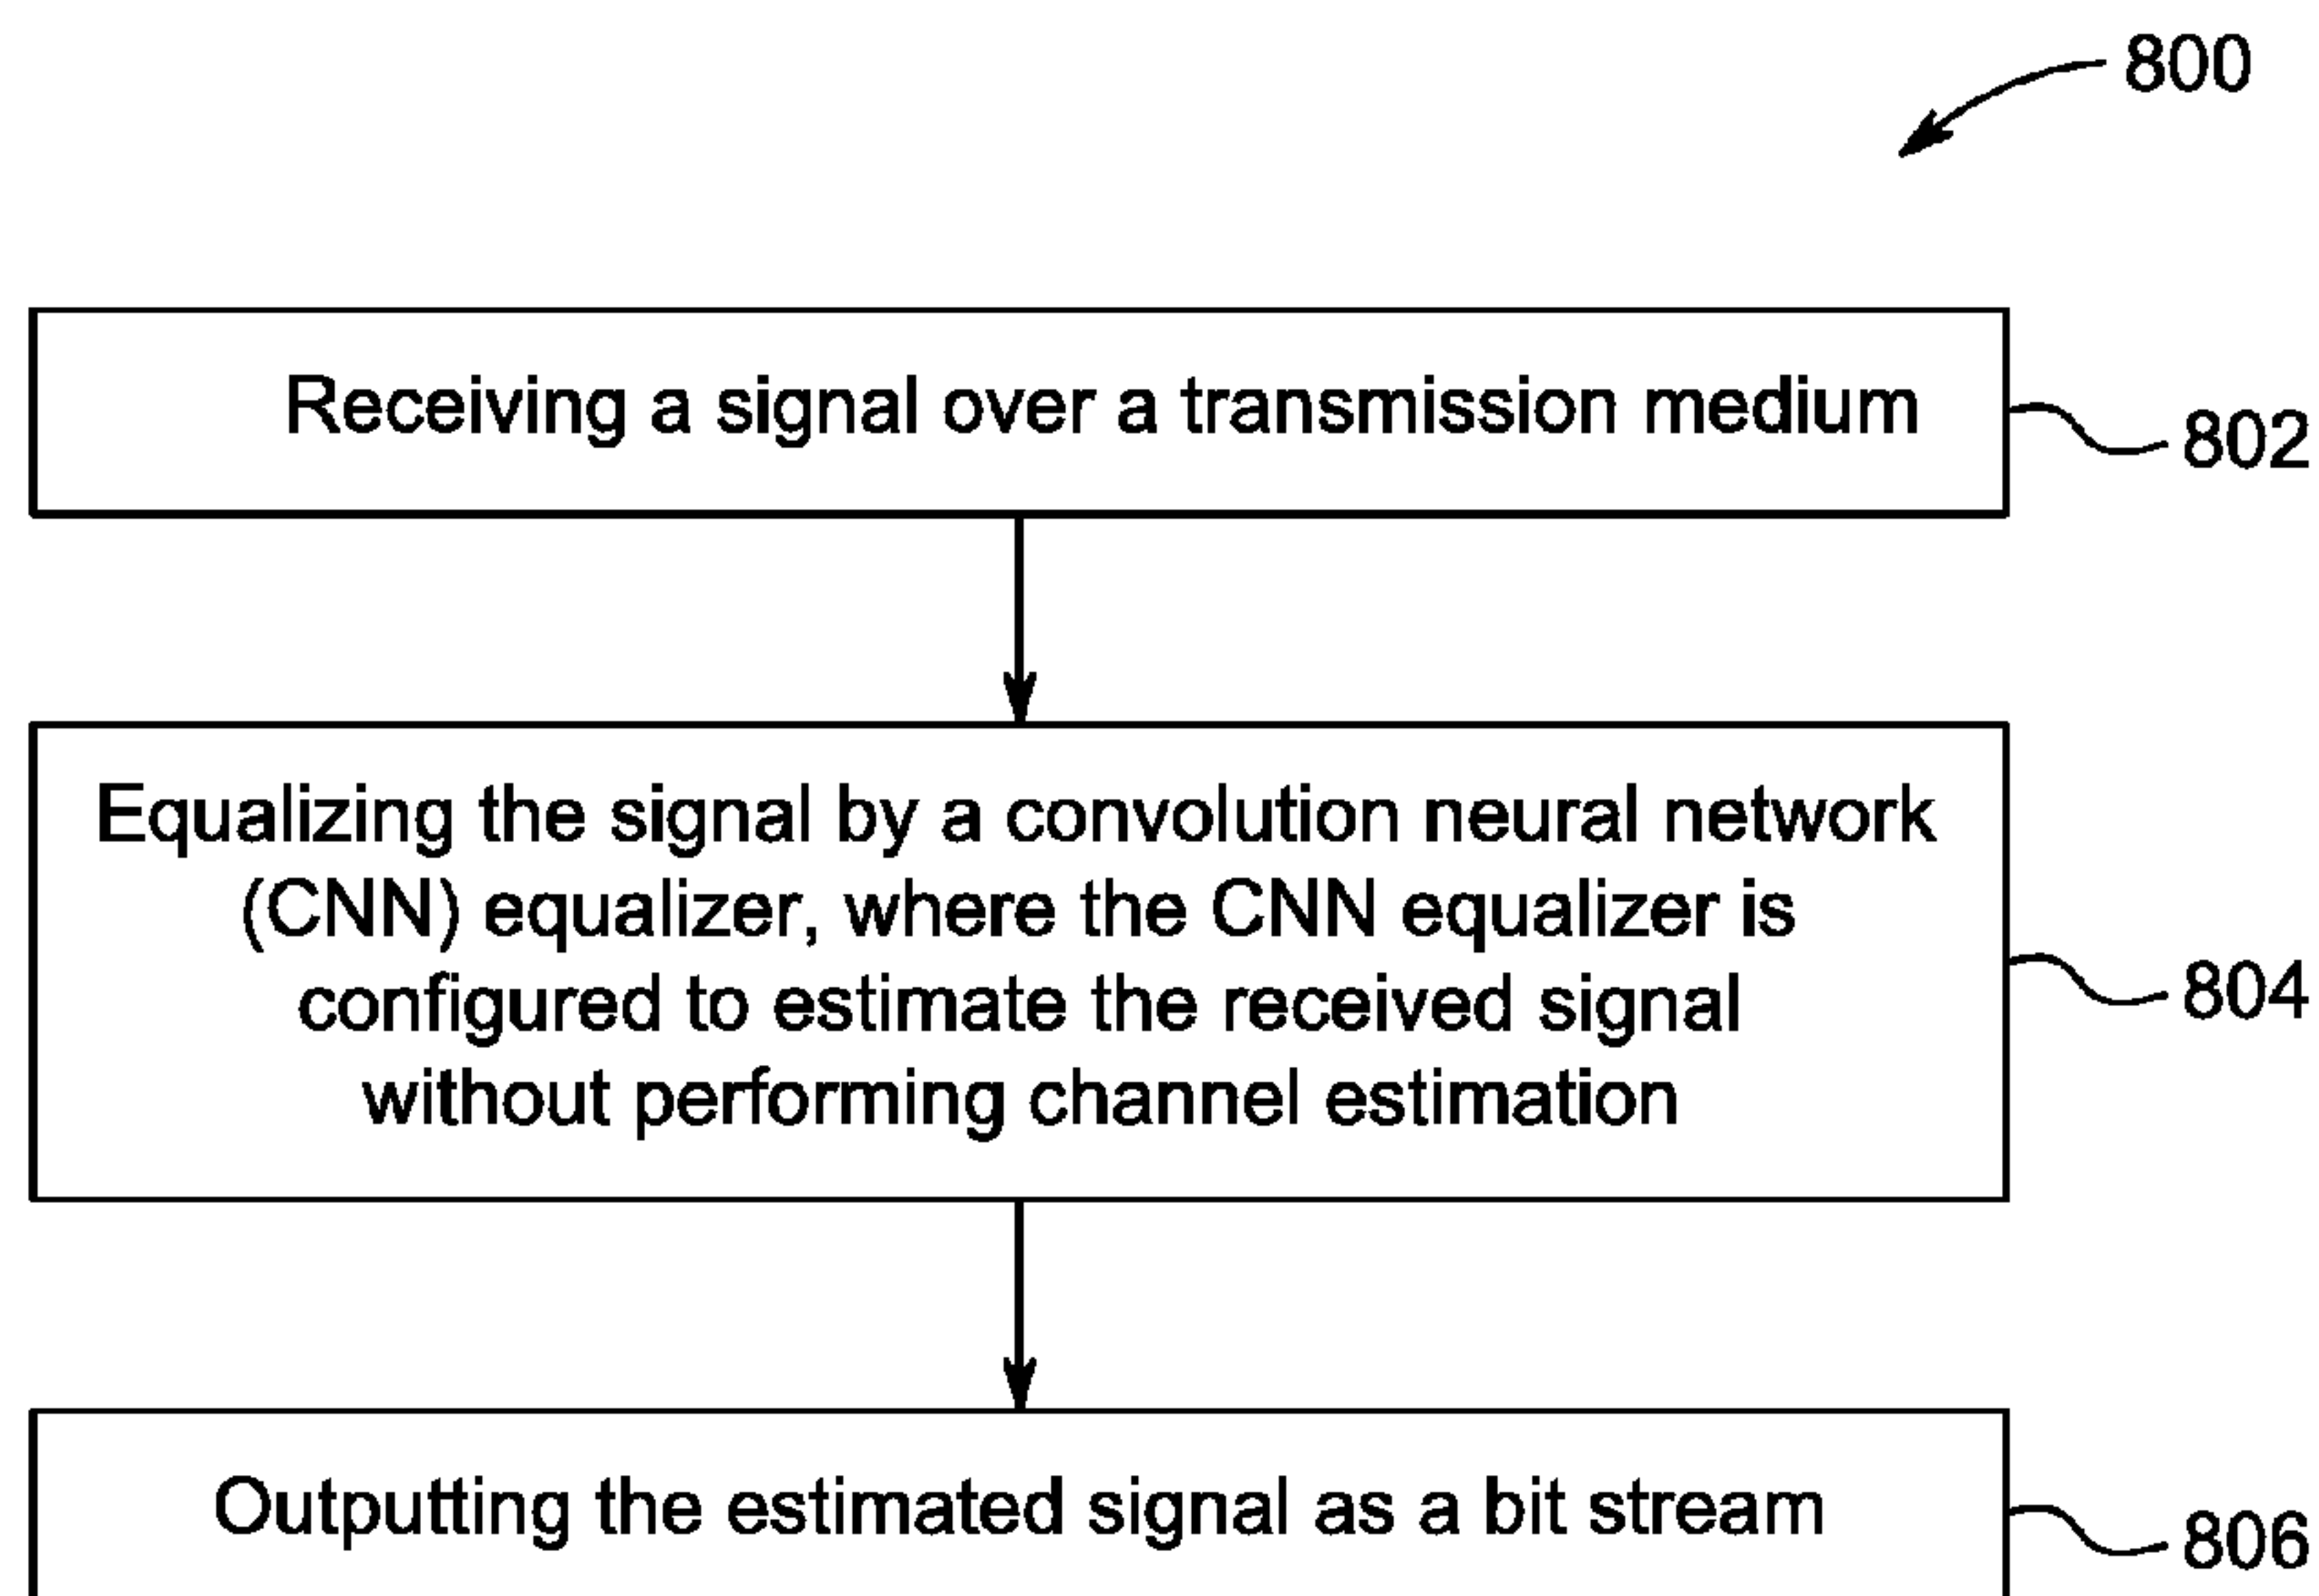 800
Receiving a signal over a transmission medium
802
Equalizing the signal by a convolution neural network
(CNN) equalizer, where the CNN equalizer is
configured to estimate the received signal
without performing channel estimation
804
Outputting the estimated signal as a bit stream
806